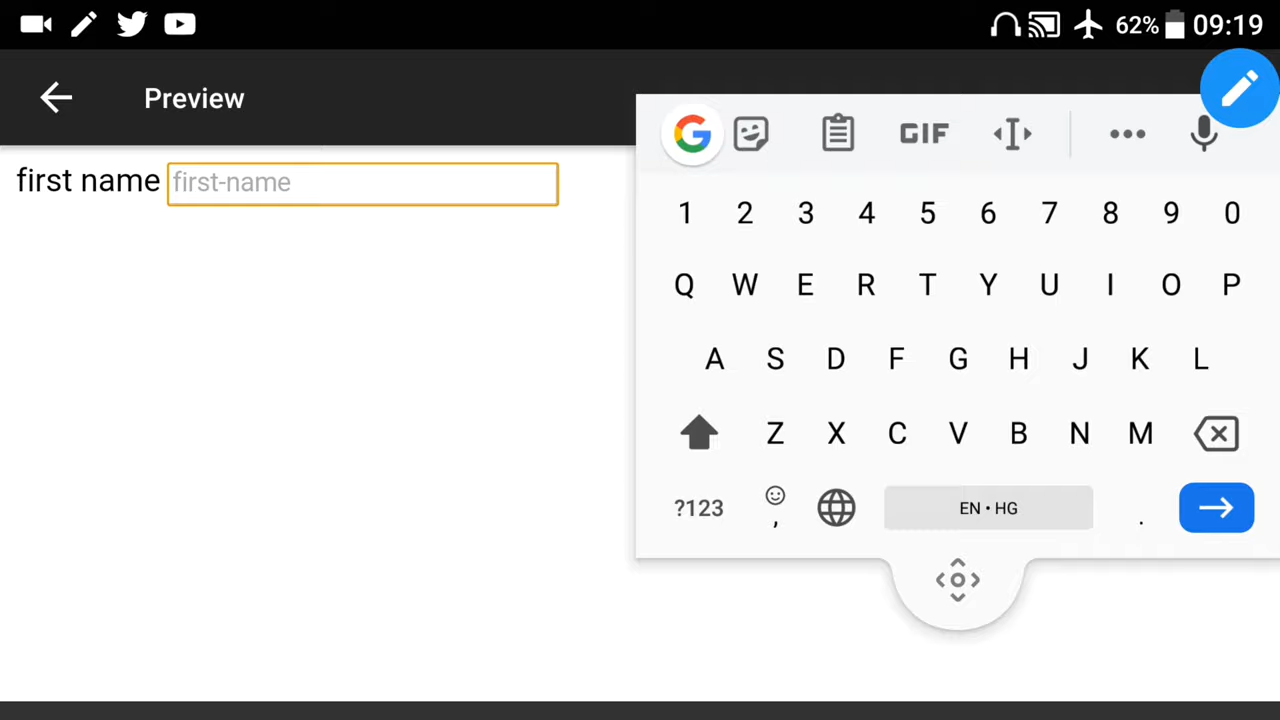 62% 09:19
Preview
first name first-name
GIF
1 2 3 4 5 6 7 8 9 0
Q W E R T Y U I O P
A S D F G H J K L
Z X C V B N M
?123 , EN • HG .